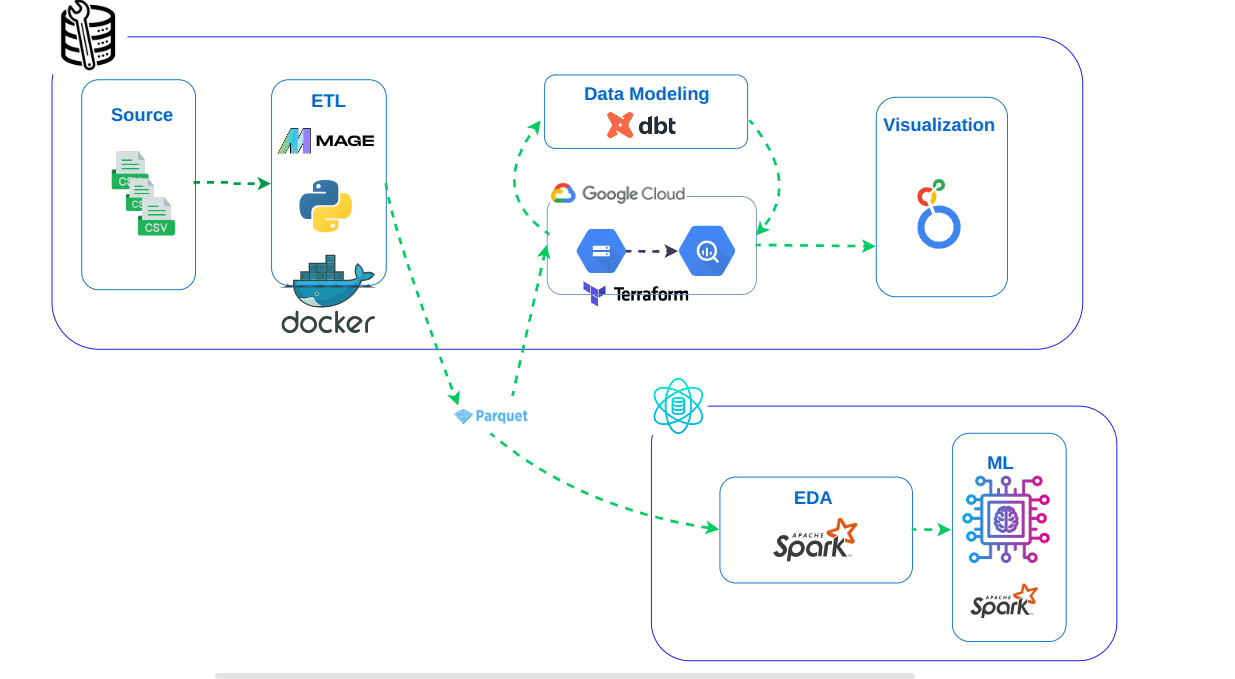 Source
CSV
CS
CSV
ETL
MAGE
docker
Data Modeling
dbt
Google Cloud
Terraform
Visualization
Parquet
EDA
APACHE
Spark
ML
APACHE
Spark